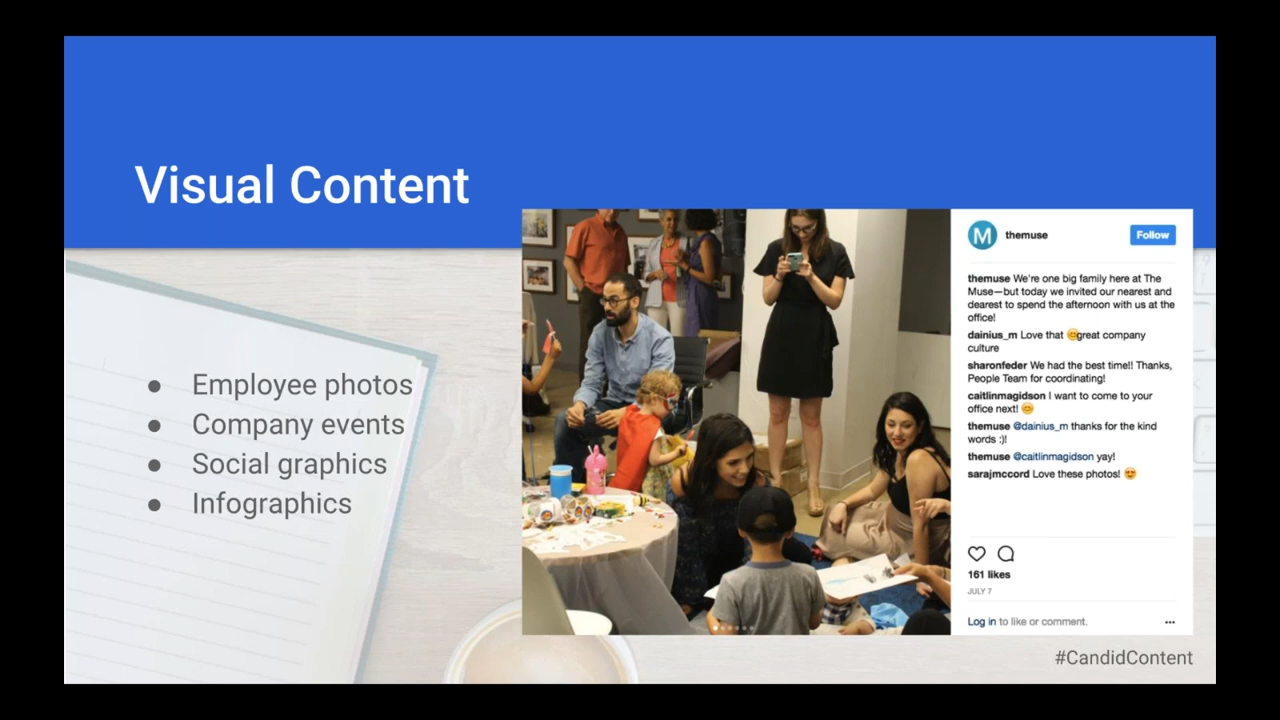 Visual Content
● Employee photos
● Company events
● Social graphics
● Infographics
M themuse Follow
themuse We're one big family here at The
Muse—but today we invited our nearest and
dearest to spend the afternoon with us at the
office!
dainius_m Love that 😊great company
culture
sharonfeder We had the best time!! Thanks,
People Team for coordinating!
caitlinmagidson I want to come to your
office next! 😊
themuse @dainius_m thanks for the kind
words :)!
themuse @caitlinmagidson yay!
sarajmccord Love these photos! 😍
161 likes
JULY 7
Log in to like or comment. •••
#CandidContent